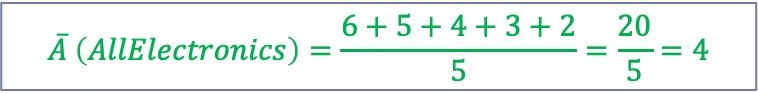 Ā (AllElectronics) = (6 + 5 + 4 + 3 + 2) / 5 = 20 / 5 = 4